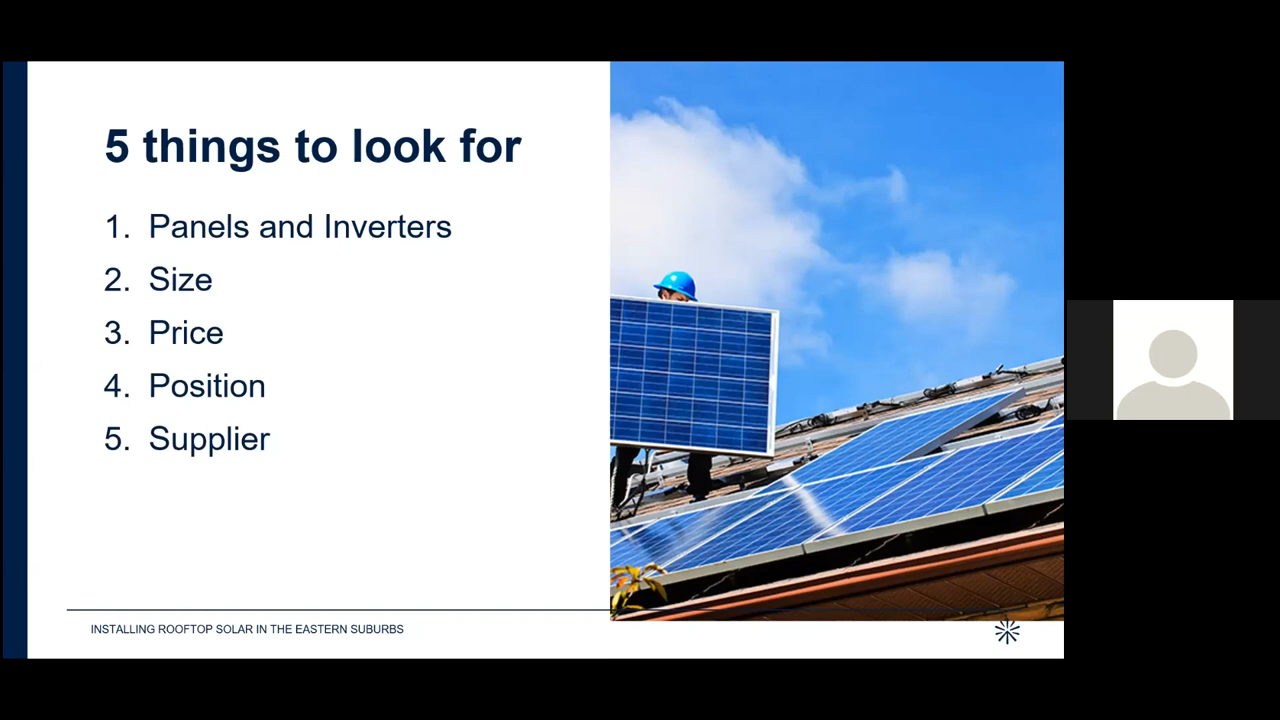 5 things to look for
1. Panels and Inverters
2. Size
3. Price
4. Position
5. Supplier
INSTALLING ROOFTOP SOLAR IN THE EASTERN SUBURBS